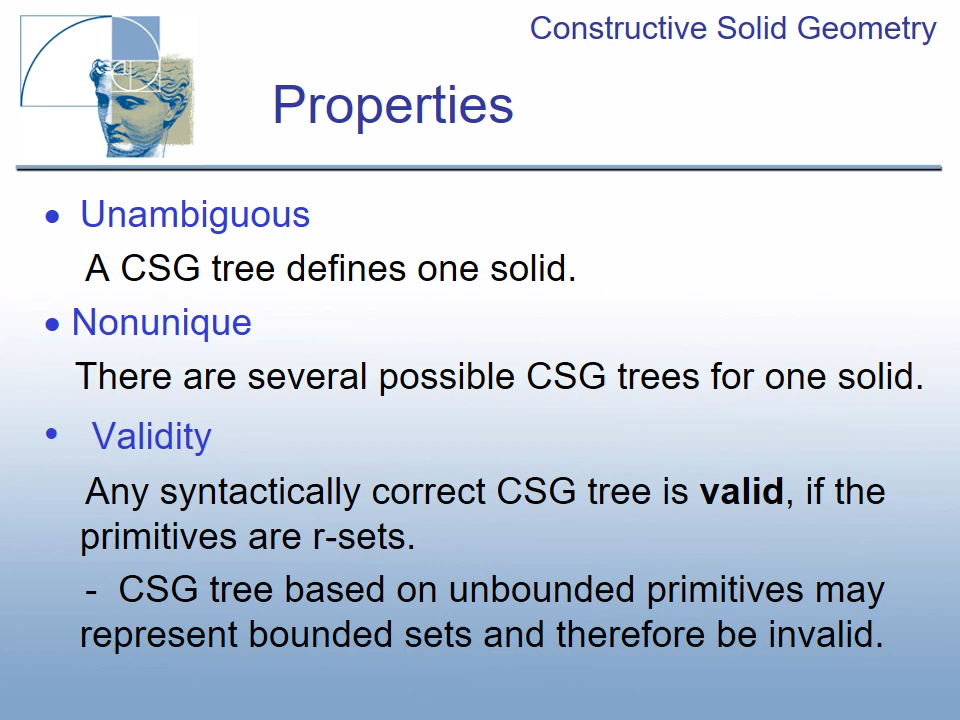 Constructive Solid Geometry
Properties
• Unambiguous
A CSG tree defines one solid.
• Nonunique
There are several possible CSG trees for one solid.
• Validity
Any syntactically correct CSG tree is valid, if the
primitives are r-sets.
- CSG tree based on unbounded primitives may
represent bounded sets and therefore be invalid.